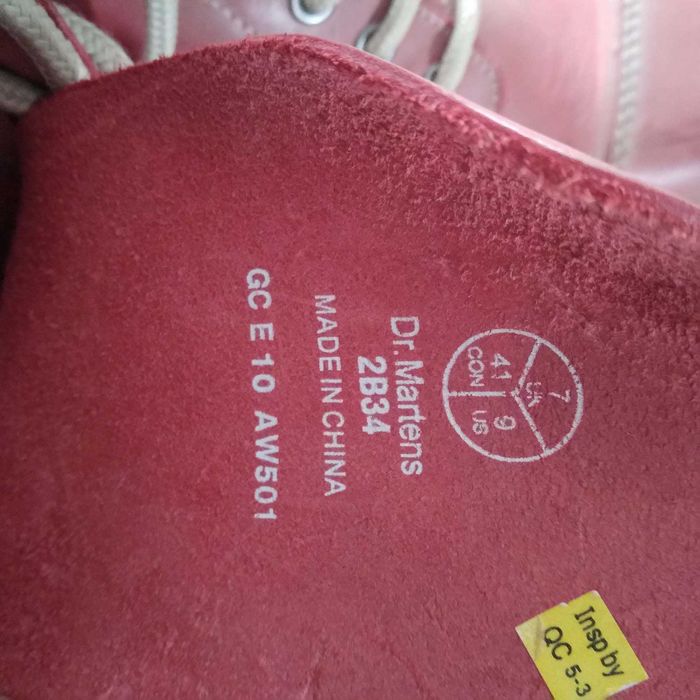 7
UK
41
CON
9
US
Dr. Martens
2B34
MADE IN CHINA
GC E 10 AW501
Insp by
QC 5-3